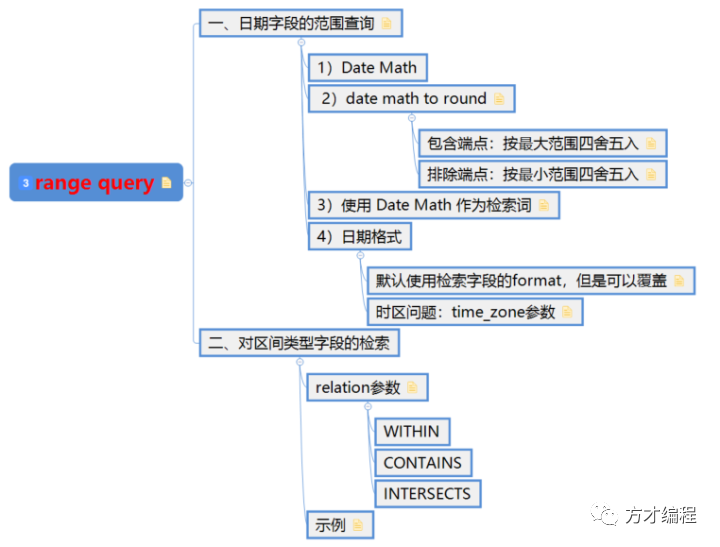 一、日期字段的范围查询
1）Date Math
2）date math to round
包含端点：按最大范围四舍五入
排除端点：按最小范围四舍五入
3 range query
3）使用 Date Math 作为检索词
4）日期格式
默认使用检索字段的format，但是可以覆盖
时区问题：time_zone参数
二、对区间类型字段的检索
relation参数
WITHIN
CONTAINS
INTERSECTS
示例
方才编程